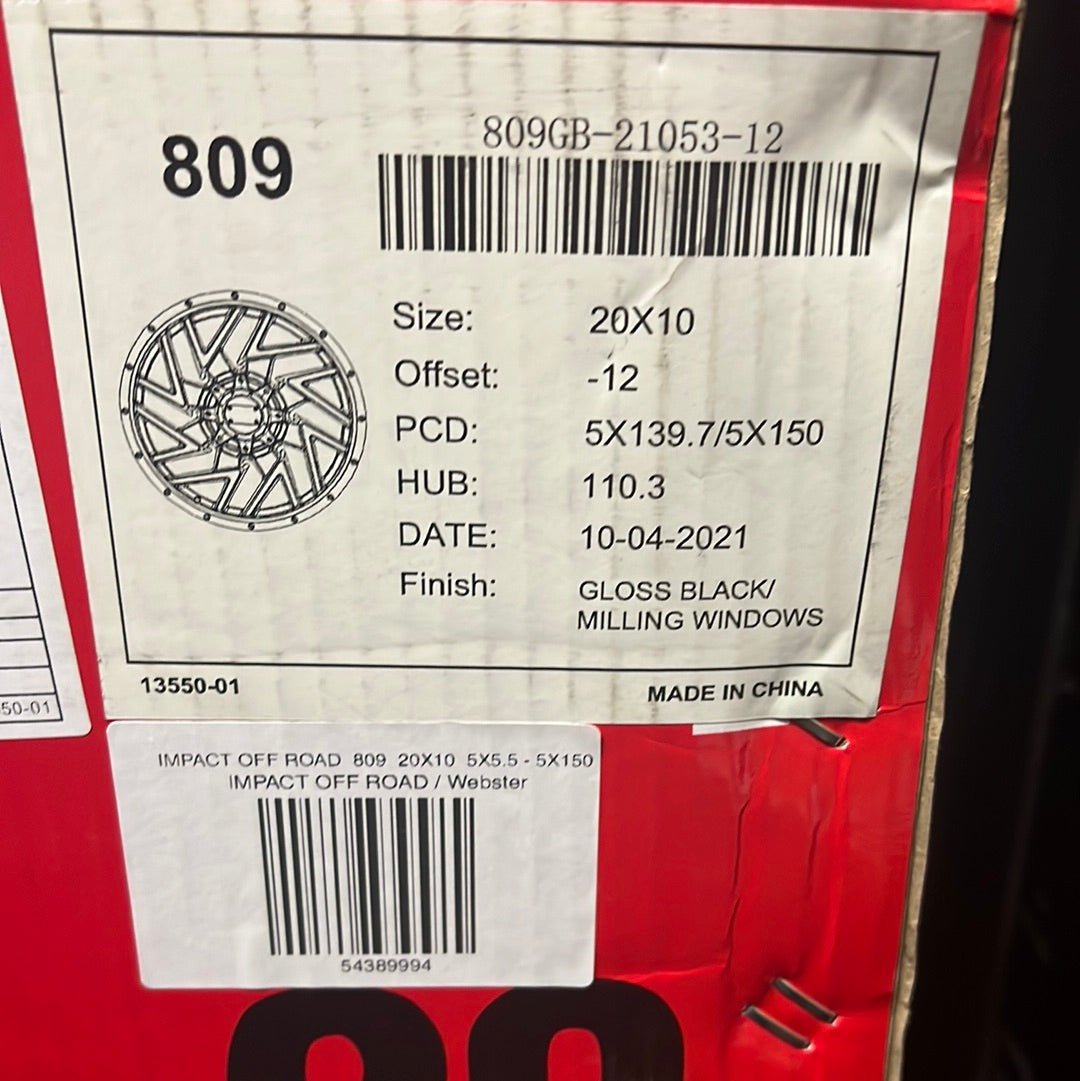 809
809GB-21053-12
Size: 20X10
Offset: -12
PCD: 5X139.7/5X150
HUB: 110.3
DATE: 10-04-2021
Finish: GLOSS BLACK/
MILLING WINDOWS
13550-01
MADE IN CHINA
50-01
IMPACT OFF ROAD 809 20X10 5X5.5 - 5X150
IMPACT OFF ROAD / Webster
54389994